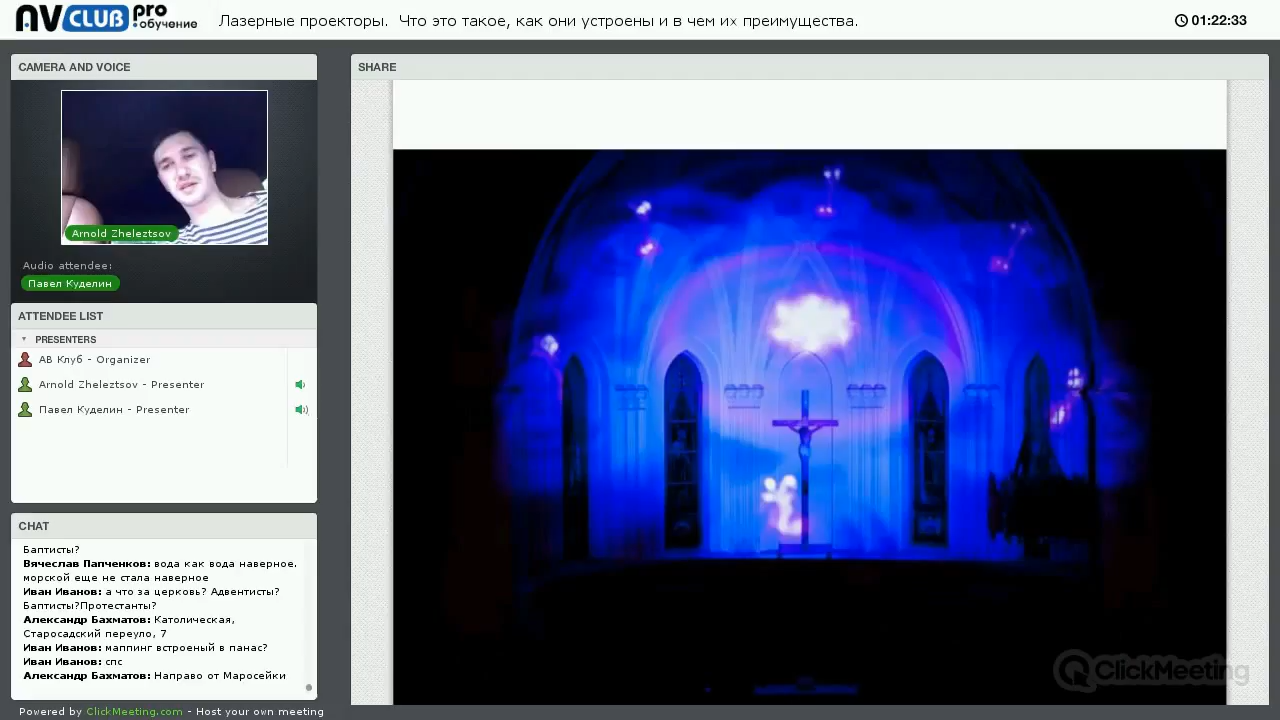 AVCLUB pro :обучение
Лазерные проекторы. Что это такое, как они устроены и в чем их преимущества.
01:22:33
CAMERA AND VOICE
Arnold Zheleztsov
Audio attendee:
Павел Куделин
ATTENDEE LIST
PRESENTERS
АВ Клуб - Organizer
Arnold Zheleztsov - Presenter
Павел Куделин - Presenter
CHAT
Баптисты?
Вячеслав Паршиков: вода как вода наверное.
морской еще не стала наверное
Иван Иванов: а что за церковь? Адвентисты?
Баптисты?Протестанты?
Александр Бахматов: Католическая,
Старосадский переуло, 7
Иван Иванов: маппинг встроеный в панас?
Иван Иванов: спс
Александр Бахматов: Направо от Маросейки
Powered by ClickMeeting.com - Host your own meeting
SHARE
ClickMeeting